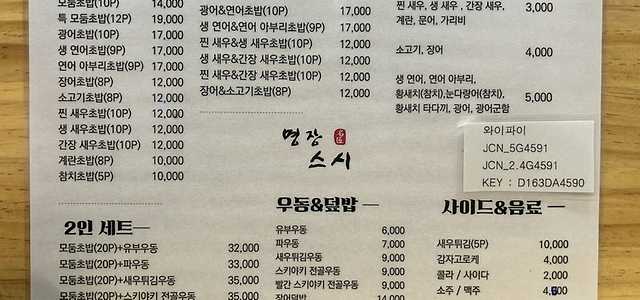 모둠초밥(10P) 14,000
특 모둠초밥(12P) 19,000
광어초밥(10P) 17,000
생 연어초밥(9P) 17,000
연어 아부리초밥(9P) 17,000
장어초밥(8P) 12,000
소고기초밥(8P) 12,000
찐 새우초밥(10P) 12,000
생 새우초밥(10P) 12,000
간장 새우초밥(10P) 12,000
계란초밥(8P) 10,000
참치초밥(5P) 10,000
광어&연어초밥(10P) 17,000
생 연어&연어 아부리초밥(9P) 17,000
찐 새우&생 새우초밥(10P) 12,000
생 새우&간장 새우초밥(10P) 12,000
찐 새우&간장 새우초밥(10P) 12,000
장어&소고기초밥(8P) 12,000
찐 새우, 생 새우, 간장 새우, 3,000
계란, 문어, 가리비
소고기, 장어 4,000
생 연어, 연어 아부리,
황새치(참치),눈다랑어(참치), 5,000
황새치 타다끼, 광어, 광어군함
명장
스시
와이파이
JCN_5G4591
JCN_2.4G4591
KEY : D163DA4590
2인 세트
모둠초밥(20P)+유부우동 32,000
모둠초밥(20P)+파우동 33,000
모둠초밥(20P)+새우튀김우동 35,000
모둠초밥(20P)+스키야키 전골우동 35,000
우동&덮밥
유부우동 6,000
파우동 7,000
새우튀김우동 9,000
스키야키 전골우동 9,000
빨간 스키야키 전골우동 9,000
장어덮밥 14,000
사이드&음료
새우튀김(5P) 10,000
감자고로케 4,000
콜라 / 사이다 2,000
소주 / 맥주